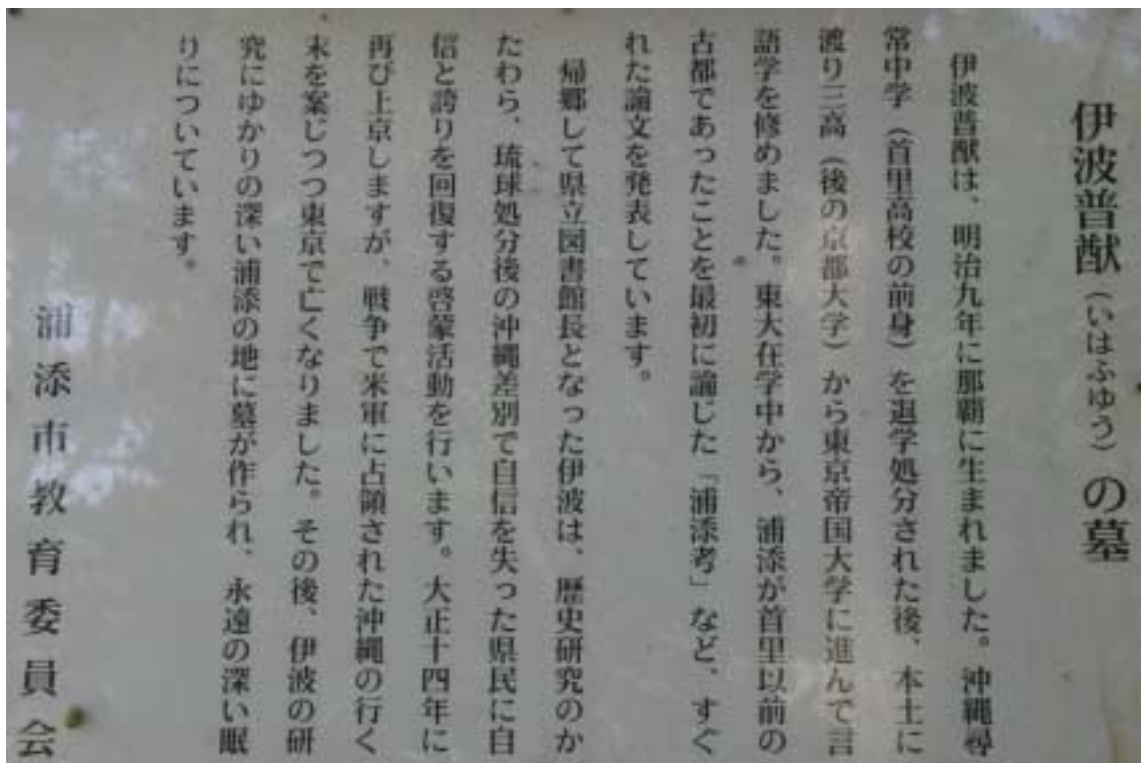 伊波普猷（いはふゆう）の墓
伊波普猷は、明治九年に那覇に生まれました。沖縄尋
常中学（首里高校の前身）を退学処分された後、本土に
渡り三高（後の京都大学）から東京帝国大学に進んで言
語学を修めました。東大在学中から、浦添が首里以前の
古都であったことを最初に論じた「浦添考」など、すぐ
れた論文を発表しています。
帰郷して県立図書館長となった伊波は、歴史研究のか
たわら、琉球処分後の沖縄差別で自信を失った県民に自
信と誇りを回復する啓蒙活動を行います。大正十四年に
再び上京しますが、戦争で米軍に占領された沖縄の行く
末を案じつつ東京で亡くなりました。その後、伊波の研
究にゆかりの深い浦添の地に墓が作られ、永遠の深い眠
りについています。
浦添市教育委員会